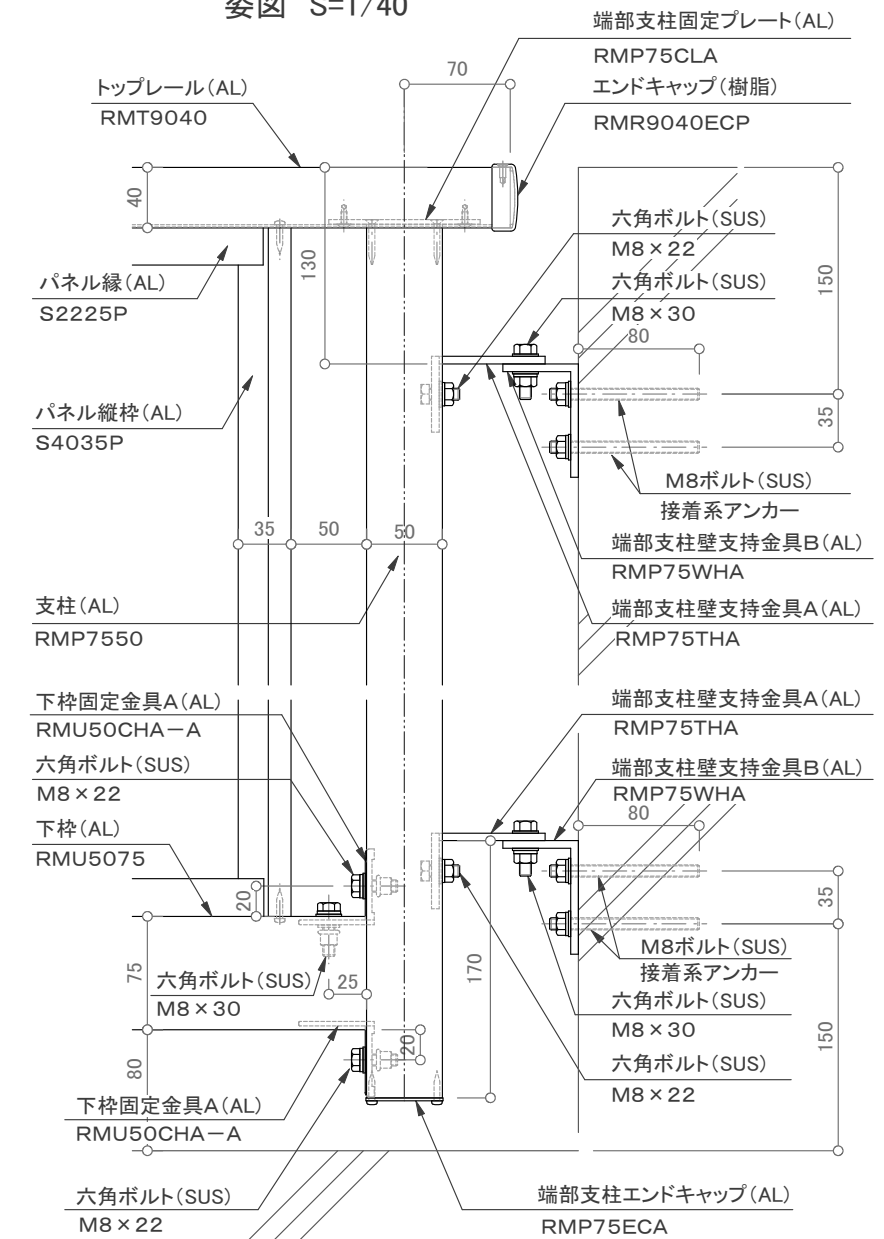 姿図 S=1/40
端部支柱固定プレート(AL)
RMP75CLA
70
トップレール(AL)
RMT9040
エンドキャップ(樹脂)
RMR9040ECP
40
130
六角ボルト(SUS)
M8×22
六角ボルト(SUS)
M8×30
80
150
パネル縁(AL)
S2225P
パネル縦枠(AL)
S4035P
35
M8ボルト(SUS)
接着系アンカー
35
50
50
端部支柱壁支持金具B(AL)
RMP75WHA
支柱(AL)
RMP7550
端部支柱壁支持金具A(AL)
RMP75THA
下枠固定金具A(AL)
RMU50CHA-A
端部支柱壁支持金具A(AL)
RMP75THA
六角ボルト(SUS)
M8×22
端部支柱壁支持金具B(AL)
RMP75WHA
80
下枠(AL)
RMU5075
20
35
75
六角ボルト(SUS)
M8×30
25
170
M8ボルト(SUS)
接着系アンカー
六角ボルト(SUS)
M8×30
150
20
80
六角ボルト(SUS)
M8×22
下枠固定金具A(AL)
RMU50CHA-A
六角ボルト(SUS)
M8×22
端部支柱エンドキャップ(AL)
RMP75ECA